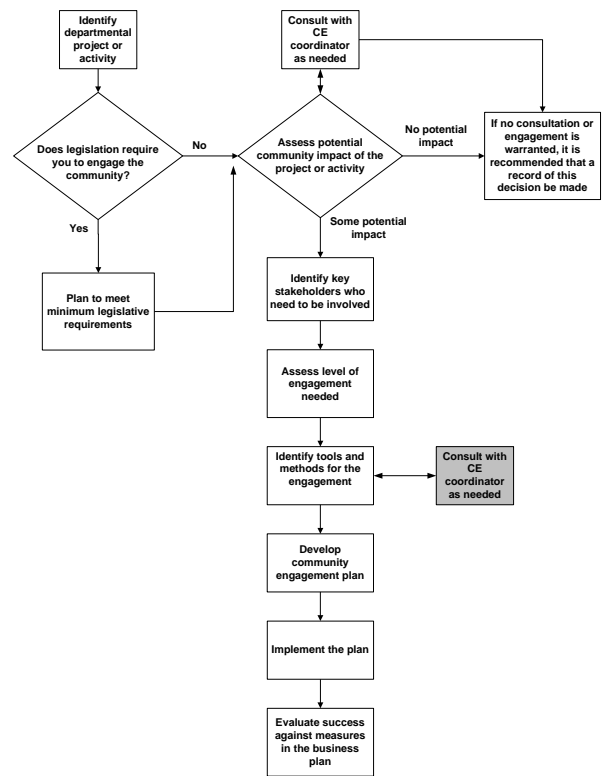 Identify
departmental
project or
activity
Consult with
CE
coordinator
as needed
Does legislation require
you to engage the
community?
No
Assess potential
community impact of the
project or activity
No potential
impact
If no consultation or
engagement is
warranted, it is
recommended that a
record of this
decision be made
Yes
Some potential
impact
Plan to meet
minimum legislative
requirements
Identify key
stakeholders who
need to be involved
Assess level of
engagement
needed
Identify tools and
methods for the
engagement
Consult with
CE
coordinator
as needed
Develop
community
engagement plan
Implement the plan
Evaluate success
against measures
in the business
plan